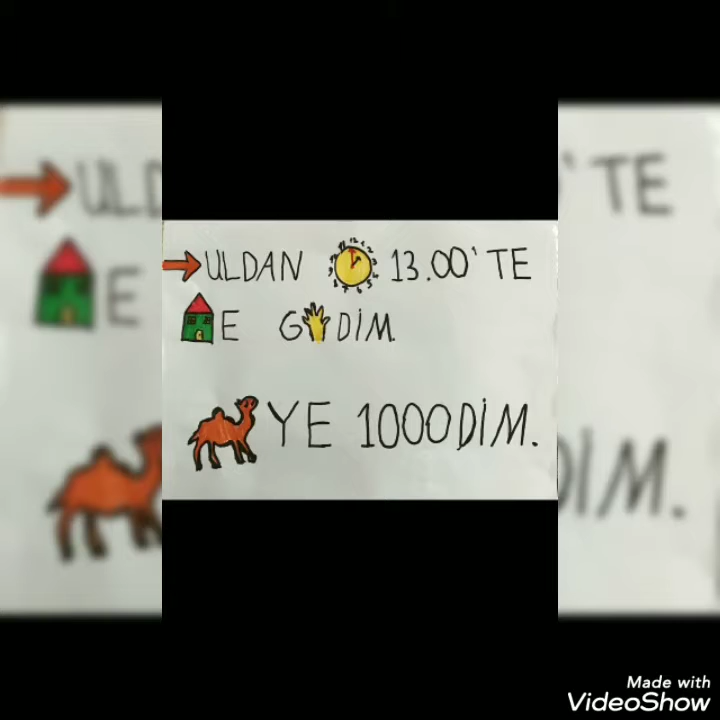 ULDAN 13.00'TE
E G DİM.
YE 1000DİM.
Made with
VideoShow